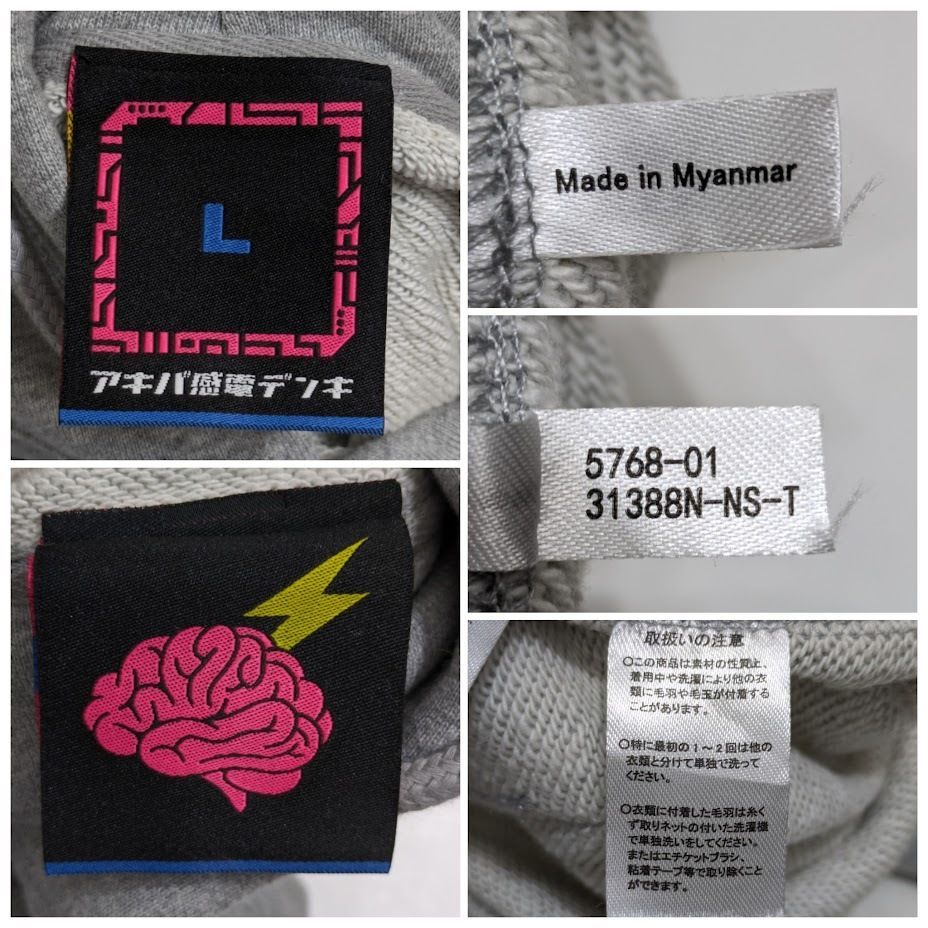 L
アキバ感電デンキ
Made in Myanmar
5768-01
31388N-NS-T
取扱いの注意
○この商品は素材の性質上、
着用中や洗濯により他の衣
類に毛羽や毛玉が付着する
ことがあります。
○特に最初の1〜2回は他の
衣類と分けて単独で洗って
ください。
○衣類に付着した毛羽は糸く
ず取りネットの付いた洗濯機
で単独洗いをしてください。
またはエチケットブラシ、
粘着テープ等で取り除くこと
ができます。